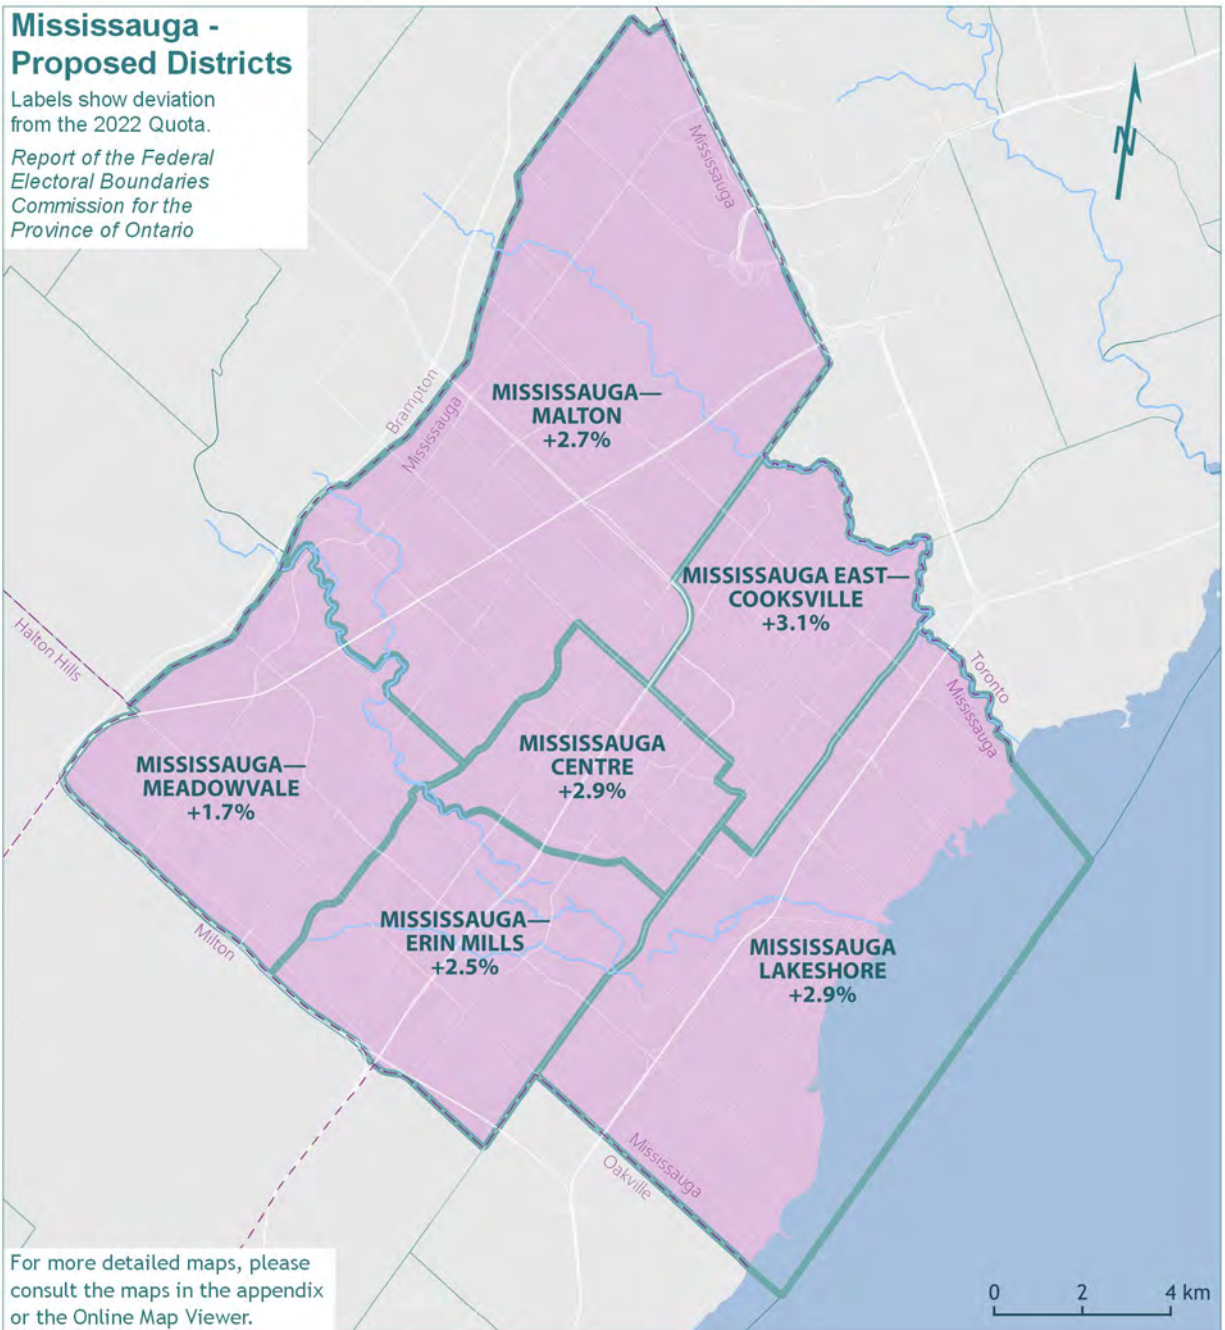 Mississauga -
Proposed Districts
Labels show deviation
from the 2022 Quota.
Report of the Federal
Electoral Boundaries
Commission for the
Province of Ontario
N
Mississauga
Brampton
Mississauga
MISSISSAUGA—
MALTON
+2.7%
MISSISSAUGA EAST—
COOKSVILLE
+3.1%
Halton Hills
Toronto
Mississauga
MISSISSAUGA
CENTRE
+2.9%
MISSISSAUGA—
MEADOWVALE
+1.7%
MISSISSAUGA—
ERIN MILLS
+2.5%
Milton
MISSISSAUGA
LAKESHORE
+2.9%
Mississauga
Oakville
For more detailed maps, please
consult the maps in the appendix
or the Online Map Viewer.
0 2 4 km